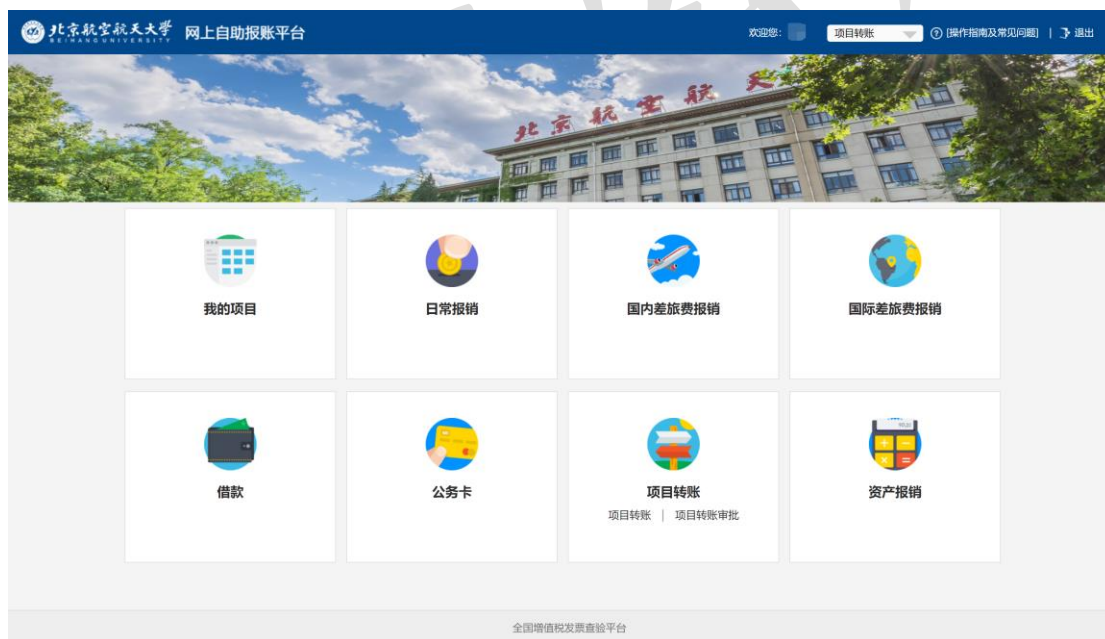 北京航空航天大学 网上自助报账平台 欢迎您: 项目转账 [操作指南及常见问题] | 退出
BEIHANG UNIVERSITY
北京航空航天
我的项目 日常报销 国内差旅费报销 国际差旅费报销
借款 公务卡 项目转账 资产报销
项目转账 | 项目转账审批
全国增值税发票查验平台